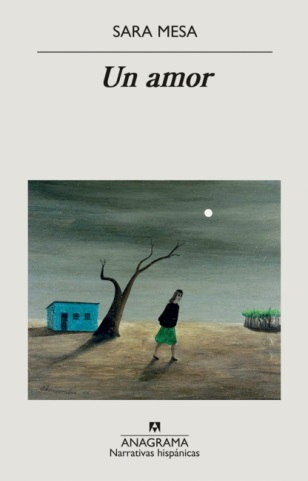 SARA MESA
Un amor
ANAGRAMA
Narrativas hispánicas